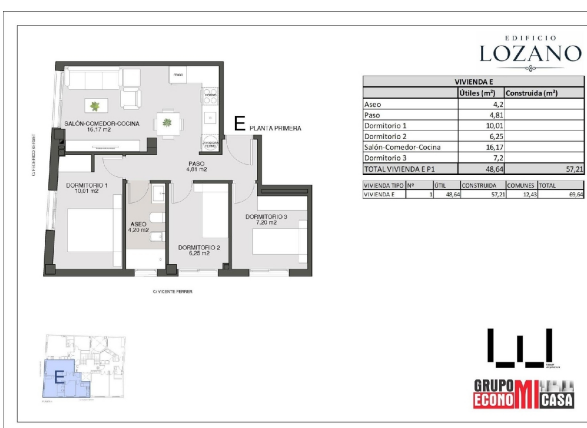 EDIFICIO
LOZANO
VIVIENDA E
Útiles (m²) Construida (m²)
Aseo 4,2
Paso 4,81
Dormitorio 1 10,01
Dormitorio 2 6,25
Salón-Comedor-Cocina 16,17
Dormitorio 3 7,2
TOTAL VIVIENDA E P1 48,64 57,21
VIVIENDA TIPO Nº ÚTIL CONSTRUIDA COMUNES TOTAL
VIVIENDA E 1 48,64 57,21 12,43 69,64
E PLANTA PRIMERA
SALÓN-COMEDOR-COCINA
16,17 m2
PASO
4,81 m2
DORMITORIO 1
10,01 m2
ASEO
4,20 m2
DORMITORIO 2
6,25 m2
DORMITORIO 3
7,20 m2
C/ VICENTE FERRER
E
GRUPO
ECONOMICASA